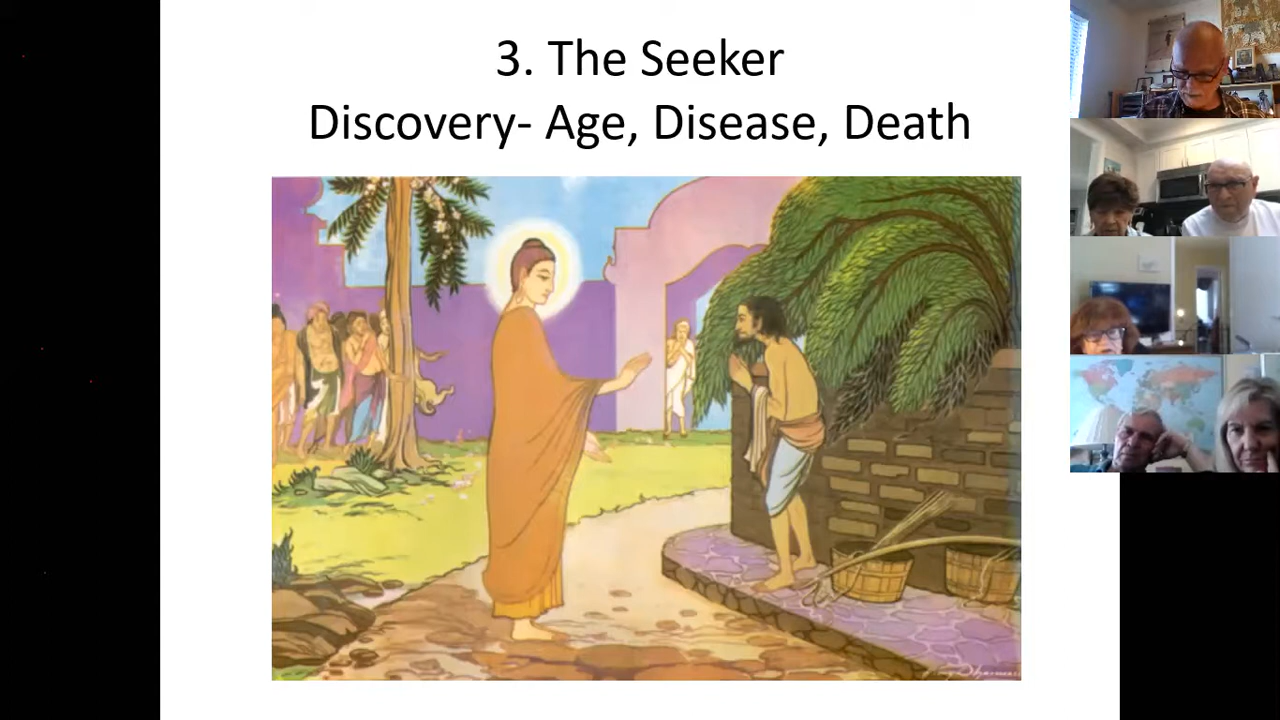 3. The Seeker
Discovery- Age, Disease, Death